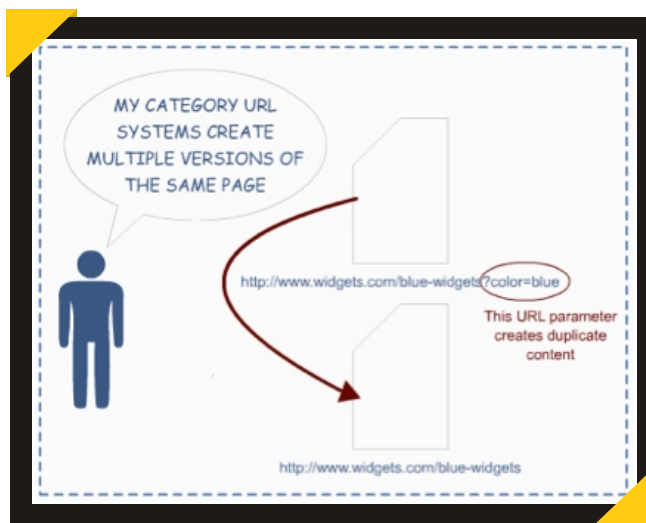 MY CATEGORY URL
SYSTEMS CREATE
MULTIPLE VERSIONS OF
THE SAME PAGE
http://www.widgets.com/blue-widgets?color=blue
This URL parameter
creates duplicate
content
http://www.widgets.com/blue-widgets